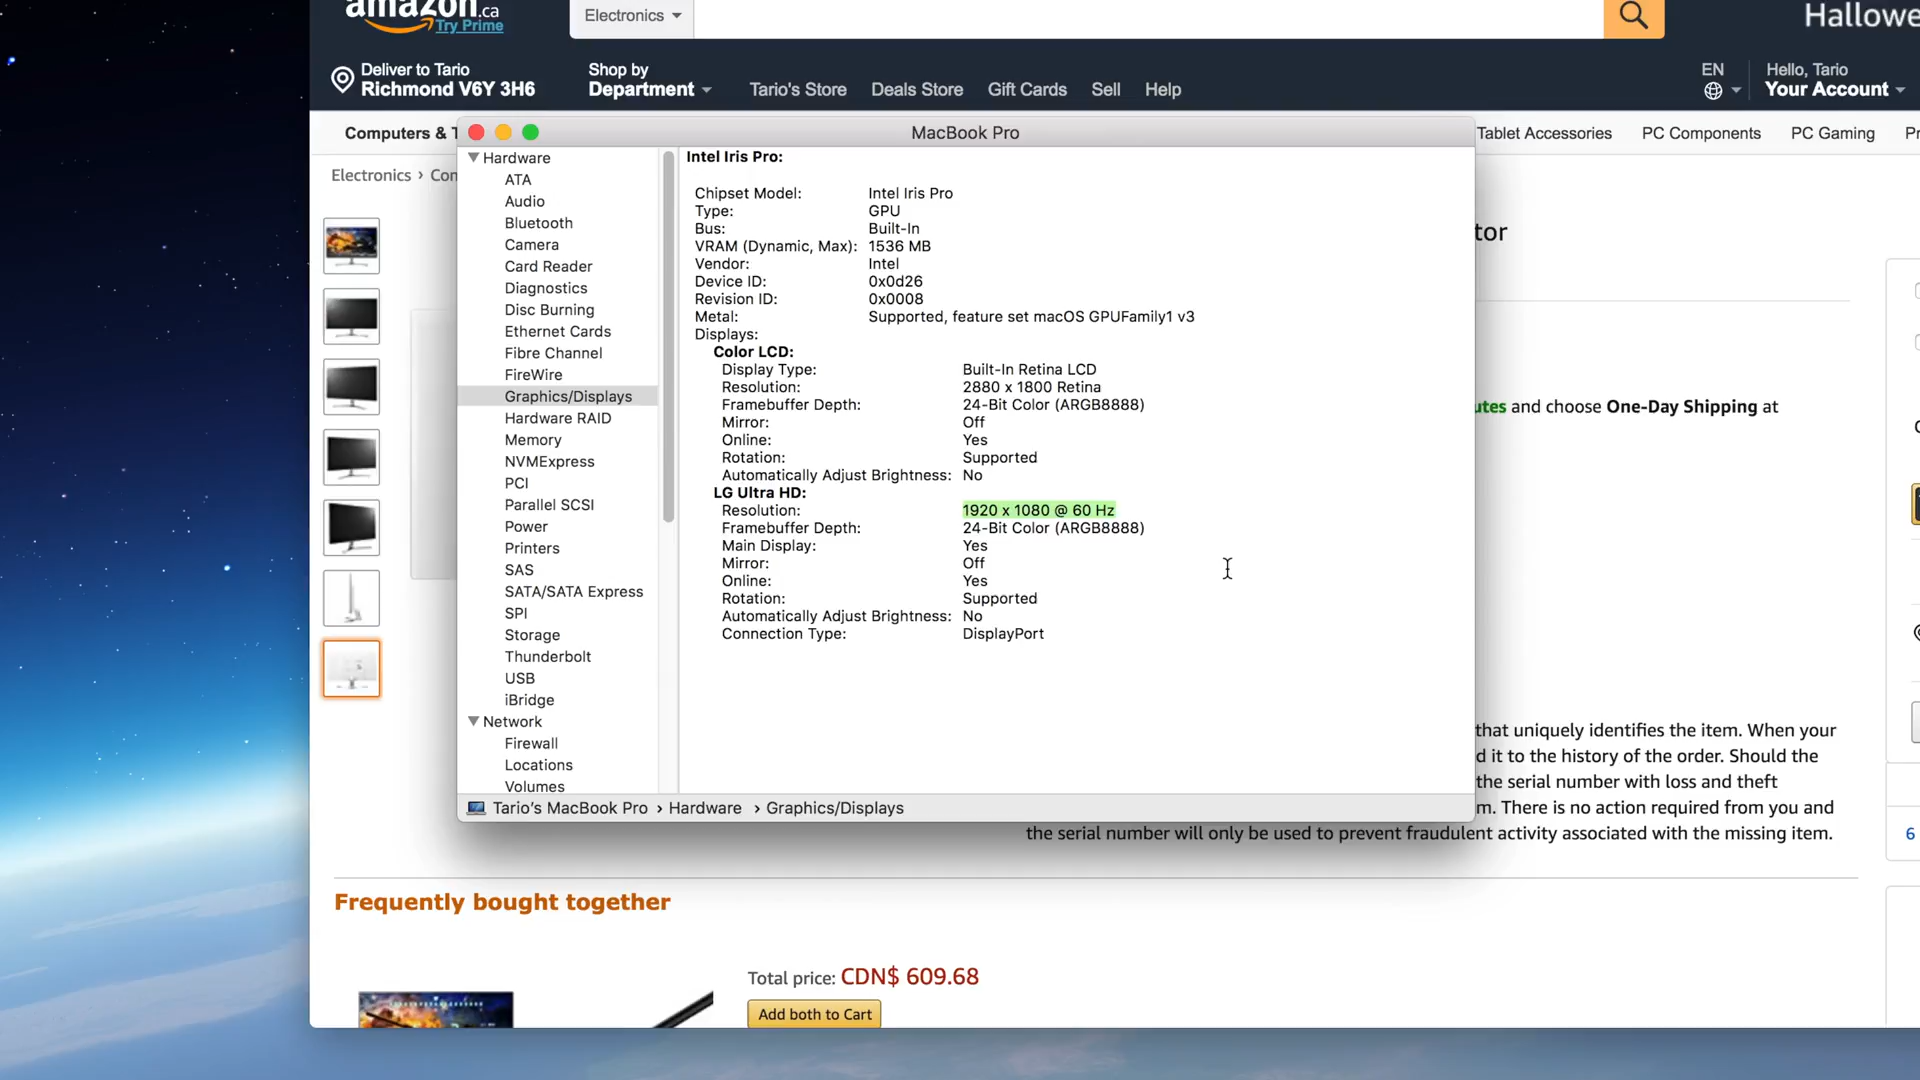 amazon.ca
Try Prime
Electronics
Hallowe
Deliver to Tario
Richmond V6Y 3H6
Shop by
Department
Tario's Store
Deals Store
Gift Cards
Sell
Help
EN
Hello, Tario
Your Account
Computers & T
Tablet Accessories
PC Components
PC Gaming
Pr
Electronics › Con
MacBook Pro
Hardware
ATA
Audio
Bluetooth
Camera
Card Reader
Diagnostics
Disc Burning
Ethernet Cards
Fibre Channel
FireWire
Graphics/Displays
Hardware RAID
Memory
NVMExpress
PCI
Parallel SCSI
Power
Printers
SAS
SATA/SATA Express
SPI
Storage
Thunderbolt
USB
iBridge
Network
Firewall
Locations
Volumes
Intel Iris Pro:
Chipset Model: Intel Iris Pro
Type: GPU
Bus: Built-In
VRAM (Dynamic, Max): 1536 MB
Vendor: Intel
Device ID: 0x0d26
Revision ID: 0x0008
Metal: Supported, feature set macOS GPUFamily1 v3
Displays:
Color LCD:
Display Type: Built-In Retina LCD
Resolution: 2880 x 1800 Retina
Framebuffer Depth: 24-Bit Color (ARGB8888)
Mirror: Off
Online: Yes
Rotation: Supported
Automatically Adjust Brightness: No
LG Ultra HD:
Resolution: 1920 x 1080 @ 60 Hz
Framebuffer Depth: 24-Bit Color (ARGB8888)
Main Display: Yes
Mirror: Off
Online: Yes
Rotation: Supported
Automatically Adjust Brightness: No
Connection Type: DisplayPort
Tario's MacBook Pro › Hardware › Graphics/Displays
tor
utes and choose One-Day Shipping at
that uniquely identifies the item. When your
d it to the history of the order. Should the
the serial number with loss and theft
m. There is no action required from you and
the serial number will only be used to prevent fraudulent activity associated with the missing item.
6
Frequently bought together
Total price: CDN$ 609.68
Add both to Cart